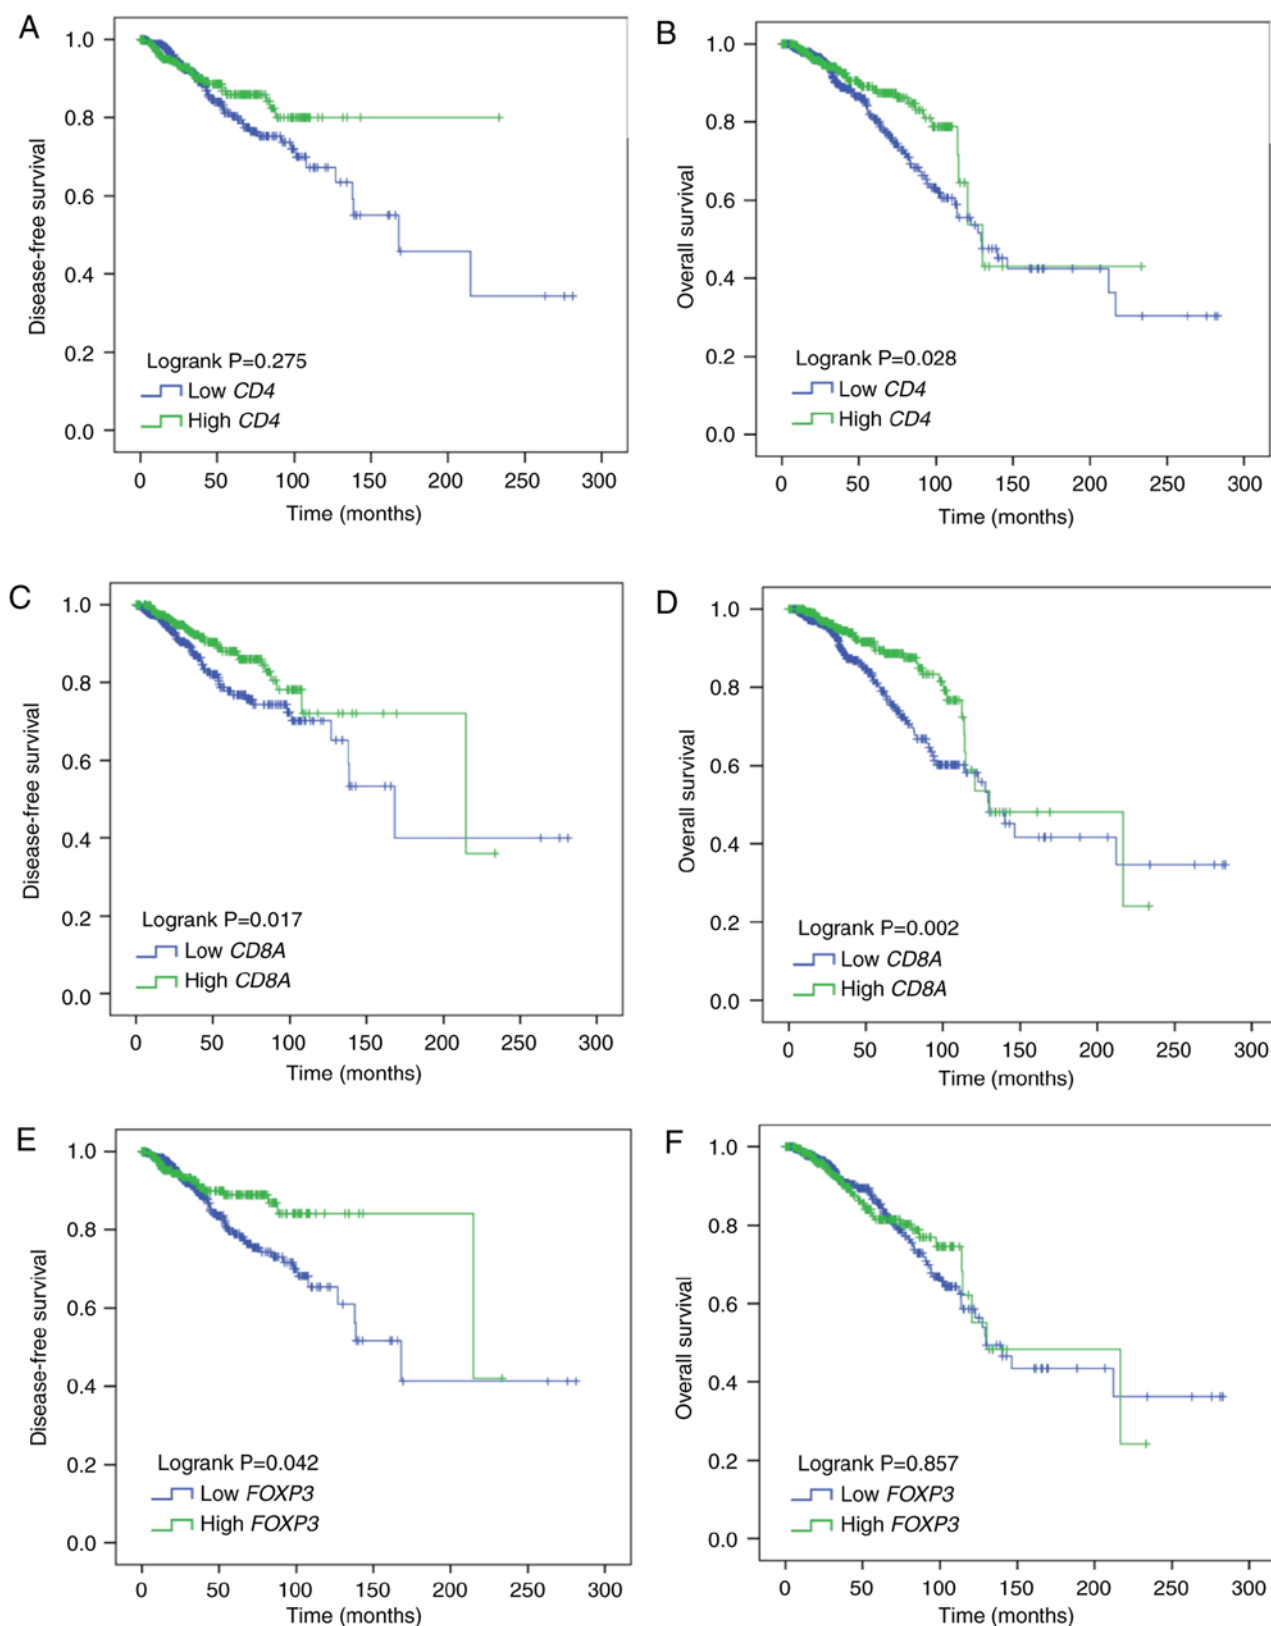 A
1.0
0.8
0.6
0.4
0.2
0.0
Disease-free survival
Logrank P=0.275
Low CD4
High CD4
0 50 100 150 200 250 300
Time (months)
B
1.0
0.8
0.6
0.4
0.2
0.0
Overall survival
Logrank P=0.028
Low CD4
High CD4
0 50 100 150 200 250 300
Time (months)
C
1.0
0.8
0.6
0.4
0.2
0.0
Disease-free survival
Logrank P=0.017
Low CD8A
High CD8A
0 50 100 150 200 250 300
Time (months)
D
1.0
0.8
0.6
0.4
0.2
0.0
Overall survival
Logrank P=0.002
Low CD8A
High CD8A
0 50 100 150 200 250 300
Time (months)
E
1.0
0.8
0.6
0.4
0.2
0.0
Disease-free survival
Logrank P=0.042
Low FOXP3
High FOXP3
0 50 100 150 200 250 300
Time (months)
F
1.0
0.8
0.6
0.4
0.2
0.0
Overall survival
Logrank P=0.857
Low FOXP3
High FOXP3
0 50 100 150 200 250 300
Time (months)